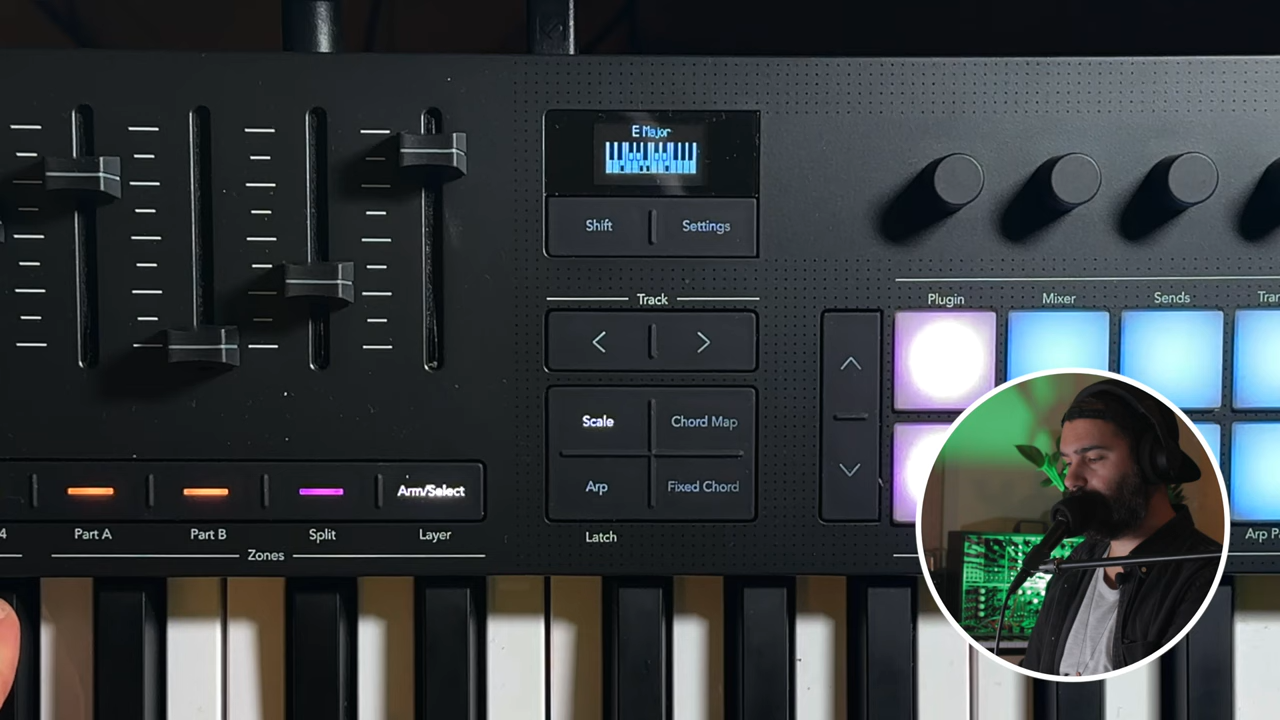 E Major
Shift
Settings
Track
Plugin
Mixer
Sends
Scale
Chord Map
Arp
Fixed Chord
Latch
Arm/Select
4
Part A
Part B
Split
Layer
Zones
Arp